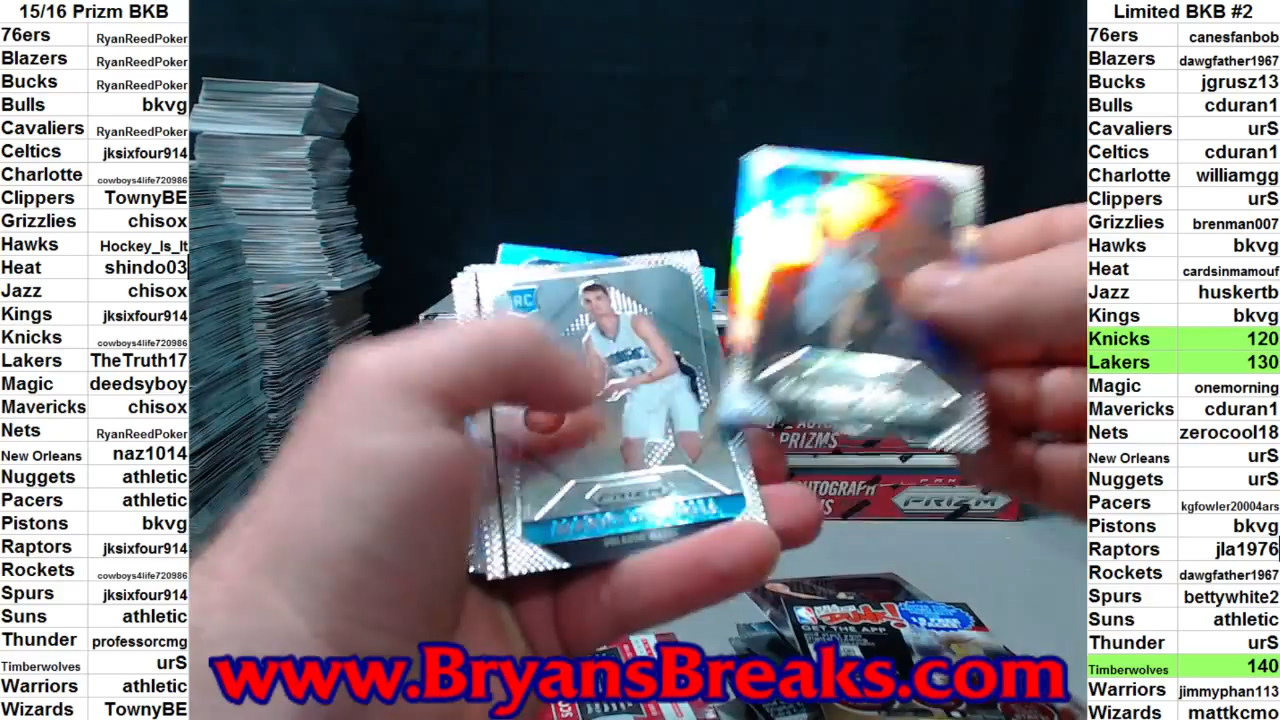 15/16 Prizm BKB
76ers RyanReedPoker
Blazers RyanReedPoker
Bucks RyanReedPoker
Bulls bkvg
Cavaliers RyanReedPoker
Celtics jksixfour914
Charlotte cowboys4life720986
Clippers TownyBE
Grizzlies chisox
Hawks Hockey_Is_It
Heat shindo03
Jazz chisox
Kings jksixfour914
Knicks cowboys4life720986
Lakers TheTruth17
Magic deedsyboy
Mavericks chisox
Nets RyanReedPoker
New Orleans naz1014
Nuggets athletic
Pacers athletic
Pistons bkvg
Raptors jksixfour914
Rockets cowboys4life720986
Spurs jksixfour914
Suns athletic
Thunder professorcmg
Timberwolves urS
Warriors athletic
Wizards TownyBE
RC
PRIZM
PRIZMS
AUTOGRAPH
PRIZM
GET THE APP
www.BryansBreaks.com
Limited BKB #2
76ers canesfanbob
Blazers dawgfather1967
Bucks jgrusz13
Bulls cduran1
Cavaliers urS
Celtics cduran1
Charlotte williamgg
Clippers urS
Grizzlies brenman007
Hawks bkvg
Heat cardsinmamouf
Jazz huskertb
Kings bkvg
Knicks 120
Lakers 130
Magic onemorning
Mavericks cduran1
Nets zerocool18
New Orleans urS
Nuggets urS
Pacers kgfowler20004ars
Pistons bkvg
Raptors jla1976
Rockets dawgfather1967
Spurs bettywhite2
Suns athletic
Thunder urS
Timberwolves 140
Warriors jimmyphan113
Wizards mattkcmo